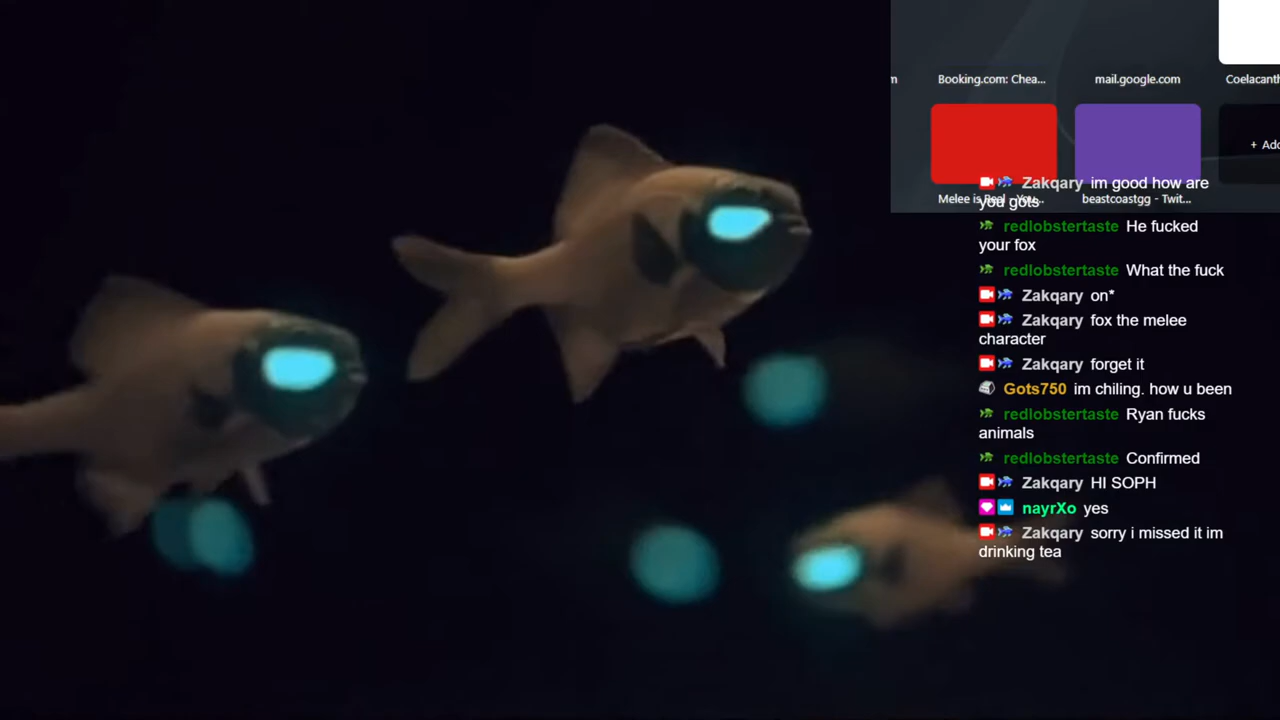 m
Booking.com: Chea...
mail.google.com
Coelacanth
+ Add
Melee is Real - You...
beastcoastgg - Twit...
Zakqary im good how are
you gots
redlobstertaste He fucked
your fox
redlobstertaste What the fuck
Zakqary on*
Zakqary fox the melee
character
Zakqary forget it
Gots750 im chiling. how u been
redlobstertaste Ryan fucks
animals
redlobstertaste Confirmed
Zakqary HI SOPH
nayrXo yes
Zakqary sorry i missed it im
drinking tea